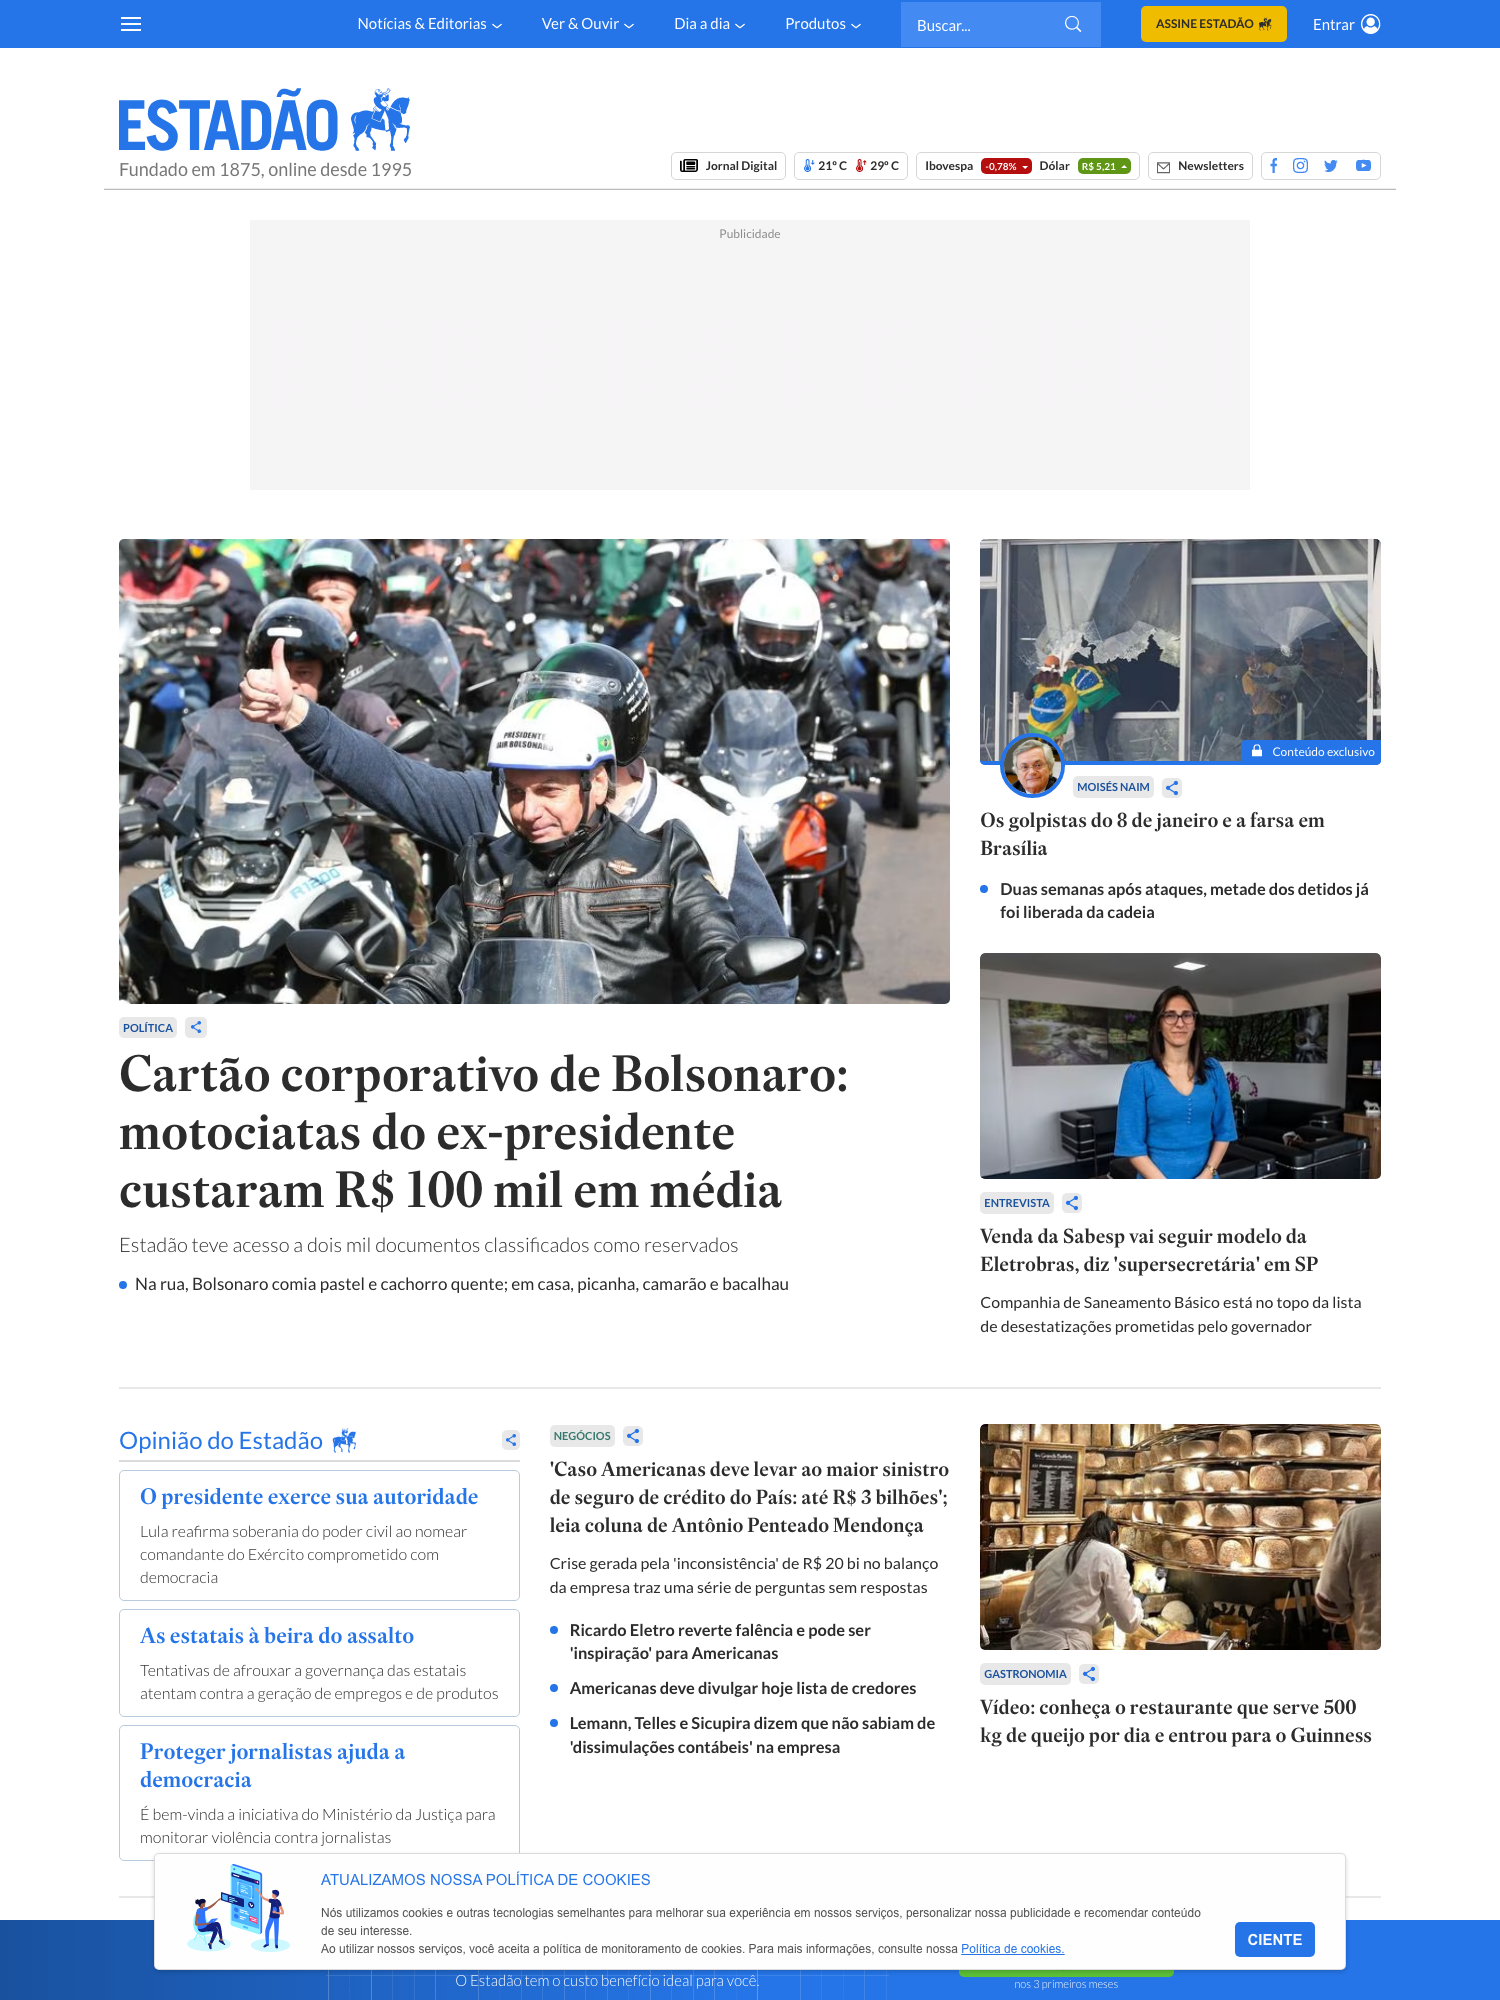 Notícias & Editorias
Ver & Ouvir
Dia a dia
Produtos
Buscar...
ASSINE ESTADÃO
Entrar
ESTADÃO
Fundado em 1875, online desde 1995
Jornal Digital
21º C
29º C
Ibovespa
-0,78%
Dólar
R$ 5,21
Newsletters
Publicidade
PRESIDENTE
JAIR BOLSONARO
R1200
POLÍTICA
Cartão corporativo de Bolsonaro:
motociatas do ex-presidente
custaram R$ 100 mil em média
Estadão teve acesso a dois mil documentos classificados como reservados
Na rua, Bolsonaro comia pastel e cachorro quente; em casa, picanha, camarão e bacalhau
Conteúdo exclusivo
MOISÉS NAIM
Os golpistas do 8 de janeiro e a farsa em
Brasília
Duas semanas após ataques, metade dos detidos já
foi liberada da cadeia
ENTREVISTA
Venda da Sabesp vai seguir modelo da
Eletrobras, diz 'supersecretária' em SP
Companhia de Saneamento Básico está no topo da lista
de desestatizações prometidas pelo governador
Opinião do Estadão
O presidente exerce sua autoridade
Lula reafirma soberania do poder civil ao nomear
comandante do Exército comprometido com
democracia
As estatais à beira do assalto
Tentativas de afrouxar a governança das estatais
atentam contra a geração de empregos e de produtos
Proteger jornalistas ajuda a
democracia
É bem-vinda a iniciativa do Ministério da Justiça para
monitorar violência contra jornalistas
NEGÓCIOS
'Caso Americanas deve levar ao maior sinistro
de seguro de crédito do País: até R$ 3 bilhões';
leia coluna de Antônio Penteado Mendonça
Crise gerada pela 'inconsistência' de R$ 20 bi no balanço
da empresa traz uma série de perguntas sem respostas
Ricardo Eletro reverte falência e pode ser
'inspiração' para Americanas
Americanas deve divulgar hoje lista de credores
Lemann, Telles e Sicupira dizem que não sabiam de
'dissimulações contábeis' na empresa
GASTRONOMIA
Vídeo: conheça o restaurante que serve 500
kg de queijo por dia e entrou para o Guinness
ATUALIZAMOS NOSSA POLÍTICA DE COOKIES
Nós utilizamos cookies e outras tecnologias semelhantes para melhorar sua experiência em nossos serviços, personalizar nossa publicidade e recomendar conteúdo
de seu interesse.
Ao utilizar nossos serviços, você aceita a política de monitoramento de cookies. Para mais informações, consulte nossa Política de cookies.
CIENTE
O Estadão tem o custo benefício ideal para você.
nos 3 primeiros meses